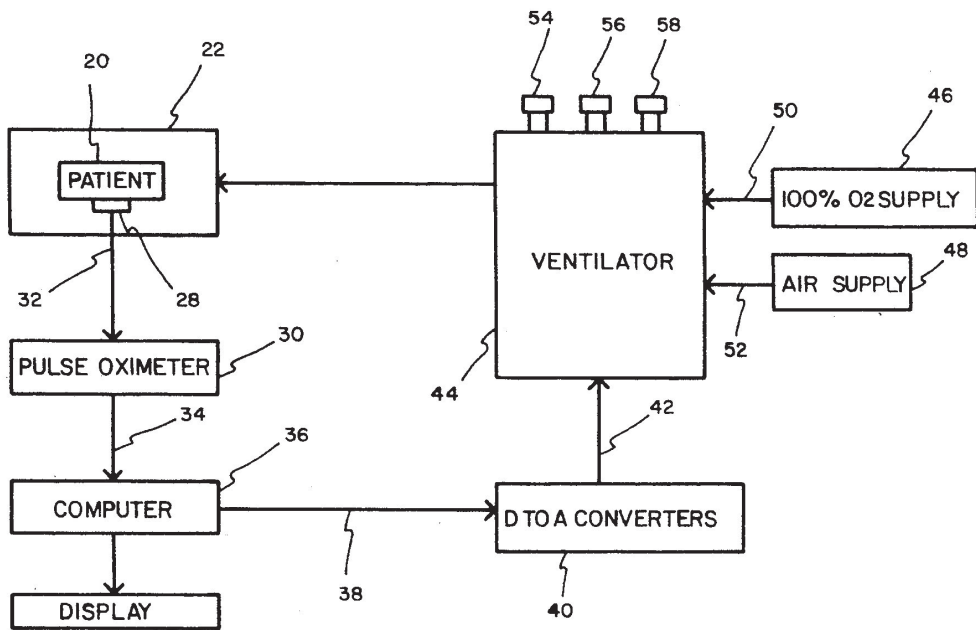 54
56
58
20
22
50
46
PATIENT
100% O2 SUPPLY
VENTILATOR
48
AIR SUPPLY
32
28
52
30
PULSE OXIMETER
44
34
42
36
COMPUTER
D TO A CONVERTERS
38
40
DISPLAY